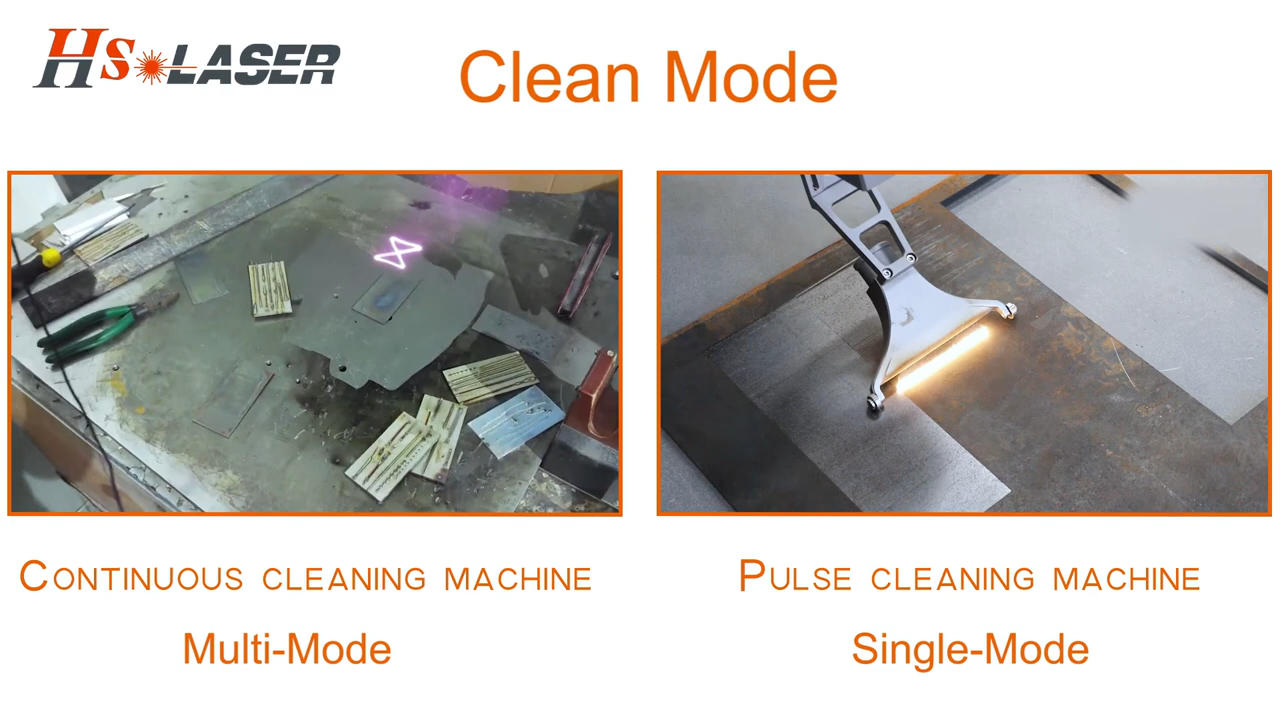 Hs LASER
Clean Mode
Continuous cleaning machine
Multi-Mode
Pulse cleaning machine
Single-Mode